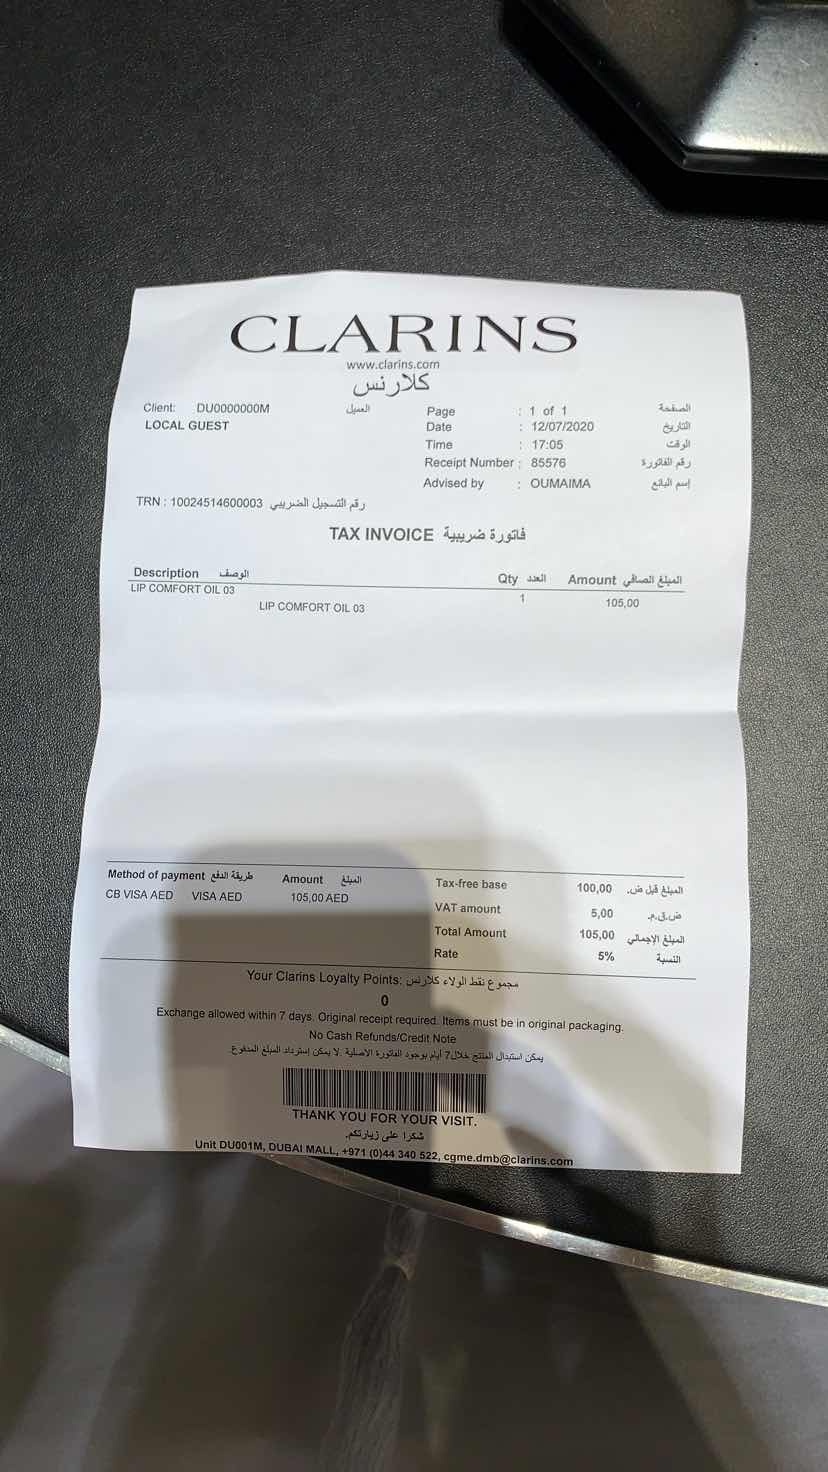 CLARINS
www.clarins.com
كلارنس
Client: DU0000000M العميل
LOCAL GUEST
Page : 1 of 1 الصفحة
Date : 12/07/2020 التاريخ
Time : 17:05 الوقت
Receipt Number : 85576 رقم الفاتورة
Advised by : OUMAIMA إسم البائع
TRN : 10024514600003 رقم التسجيل الضريبي
TAX INVOICE فاتورة ضريبية
Description الوصف Qty العدد Amount المبلغ الصافي
LIP COMFORT OIL 03
LIP COMFORT OIL 03 1 105,00
Method of payment طريقة الدفع Amount المبلغ
CB VISA AED VISA AED 105,00 AED
Tax-free base 100,00 المبلغ قبل ض.
VAT amount 5,00 ض.ق.م.
Total Amount 105,00 المبلغ الإجمالي
Rate 5% النسبة
Your Clarins Loyalty Points: مجموع نقط الولاء كلارنس
0
Exchange allowed within 7 days. Original receipt required. Items must be in original packaging.
No Cash Refunds/Credit Note
يمكن استبدال المنتج خلال7 أيام بوجود الفاتورة الاصلية .لا يمكن إسترداد المبلغ المدفوع.
THANK YOU FOR YOUR VISIT.
شكرا على زيارتكم.
Unit DU001M, DUBAI MALL, +971 (0)44 340 522, cgme.dmb@clarins.com